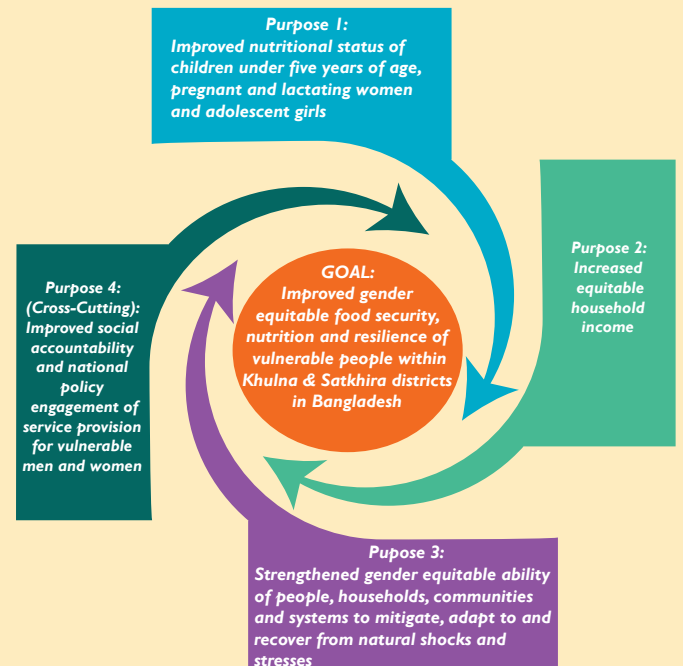 Purpose 1:
Improved nutritional status of
children under five years of age,
pregnant and lactating women
and adolescent girls
Purpose 2:
Increased
equitable
household
income
GOAL:
Improved gender
equitable food security,
nutrition and resilience of
vulnerable people within
Khulna & Satkhira districts
in Bangladesh
Purpose 4:
(Cross-Cutting):
Improved social
accountability
and national
policy
engagement of
service provision
for vulnerable
men and women
Pupose 3:
Strengthened gender equitable ability
of people, households, communities
and systems to mitigate, adapt to and
recover from natural shocks and
stresses